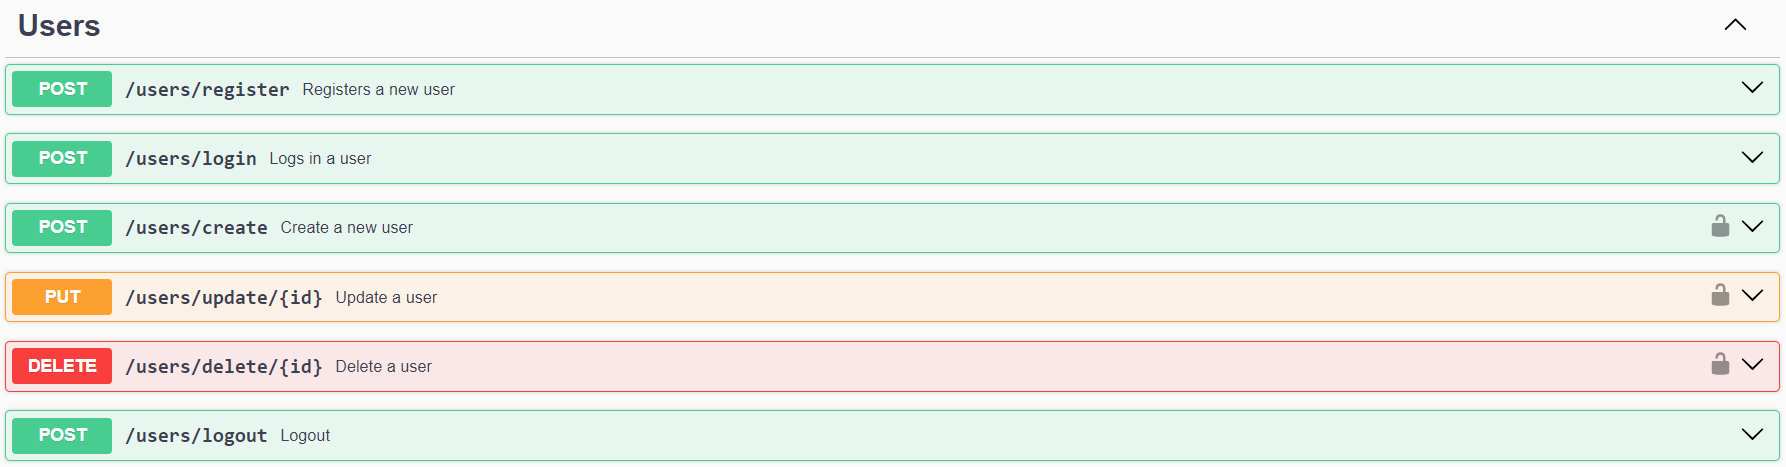 Users
POST /users/register Registers a new user
POST /users/login Logs in a user
POST /users/create Create a new user
PUT /users/update/{id} Update a user
DELETE /users/delete/{id} Delete a user
POST /users/logout Logout